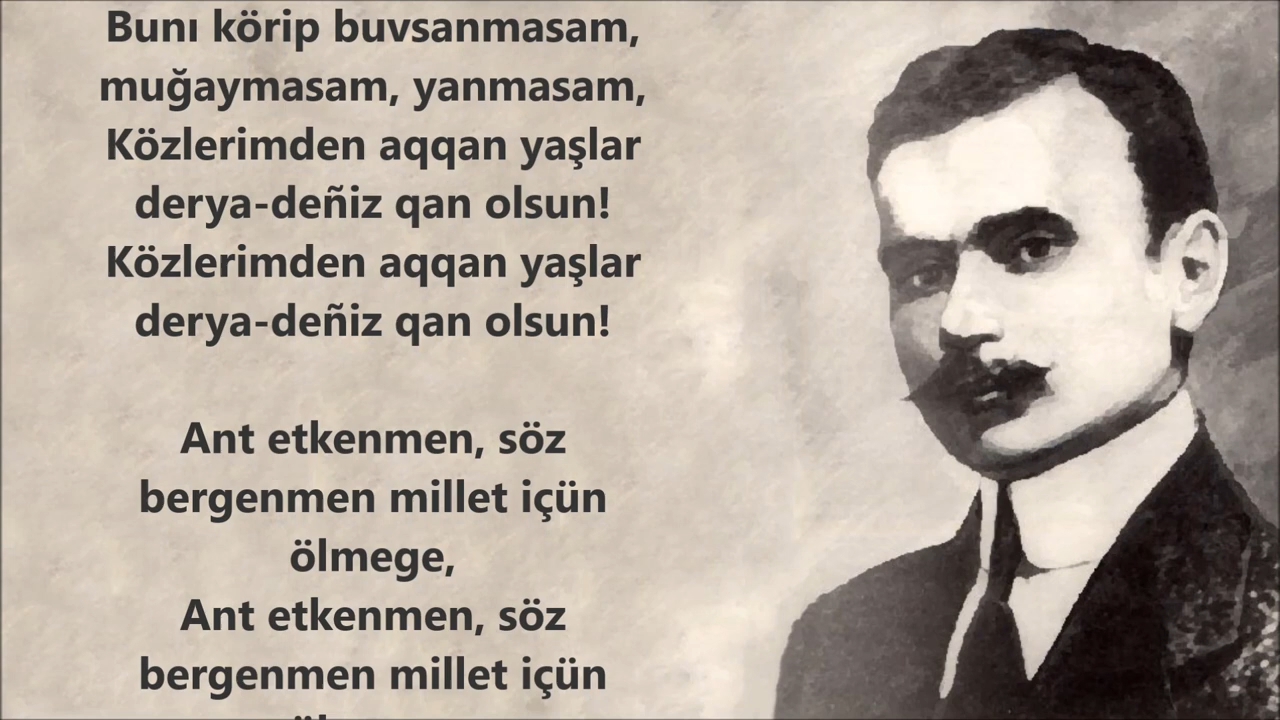 Bunı körip buvsanmasam,
muğaymasam, yanmasam,
Közlerimden aqqan yaşlar
derya-deñiz qan olsun!
Közlerimden aqqan yaşlar
derya-deñiz qan olsun!
Ant etkenmen, söz
bergenmen millet içün
ölmege,
Ant etkenmen, söz
bergenmen millet içün